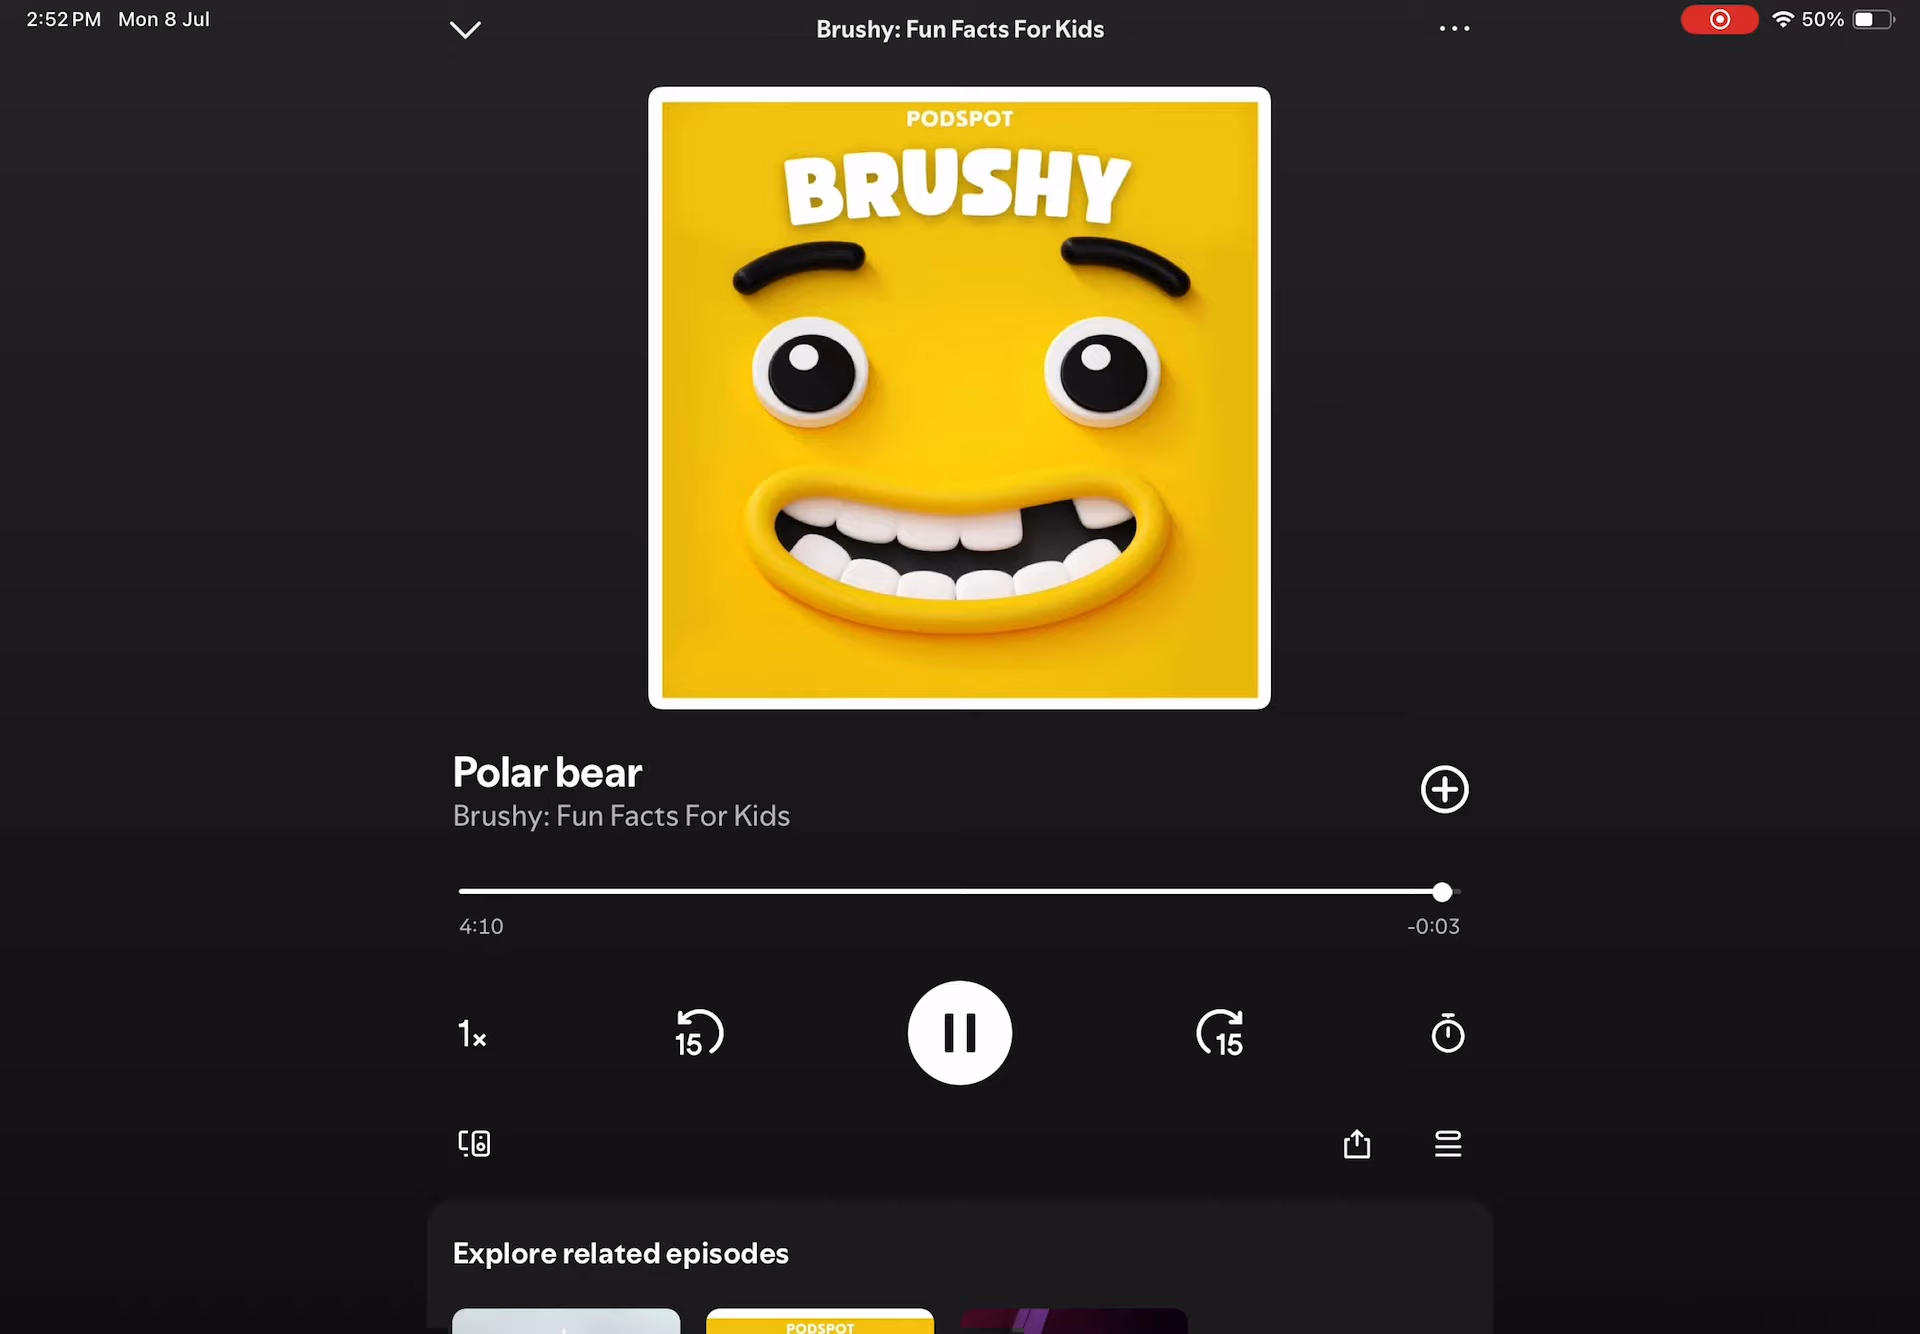 2:52 PM Mon 8 Jul
Brushy: Fun Facts For Kids
50%
PODSPOT
BRUSHY
Polar bear
Brushy: Fun Facts For Kids
4:10
-0:03
1x
15
15
Explore related episodes
PODSPOT